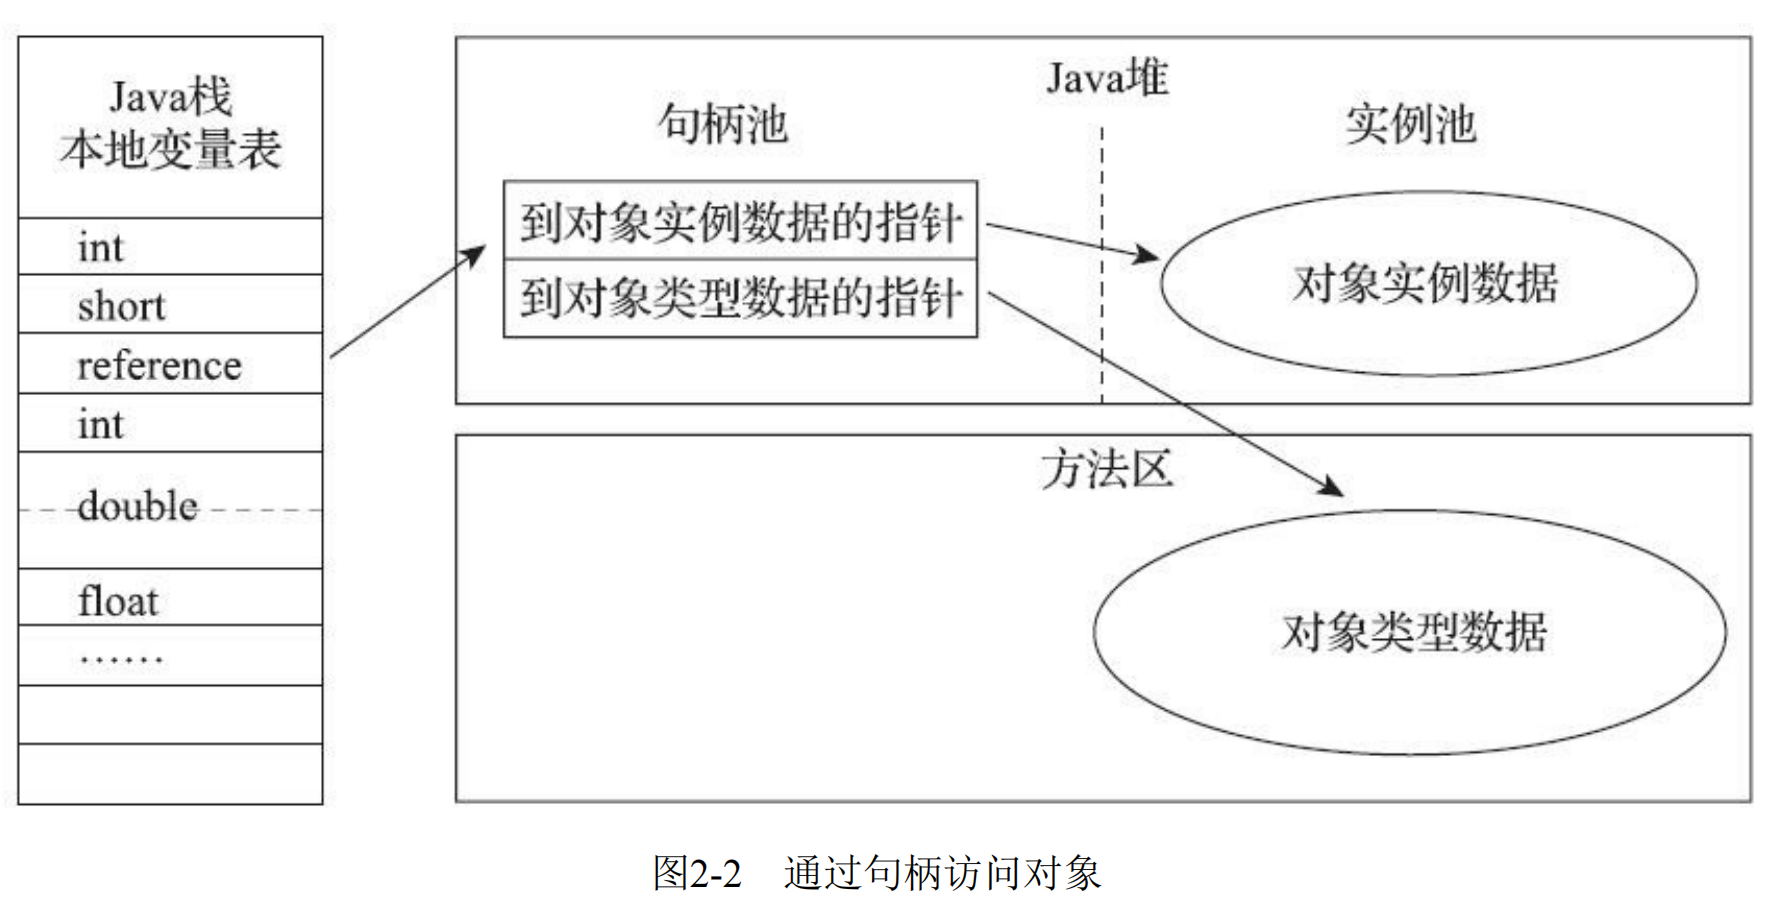 Java栈
本地变量表
int
short
reference
int
double
float
……
Java堆
句柄池
实例池
到对象实例数据的指针
到对象类型数据的指针
对象实例数据
方法区
对象类型数据
图2-2 通过句柄访问对象